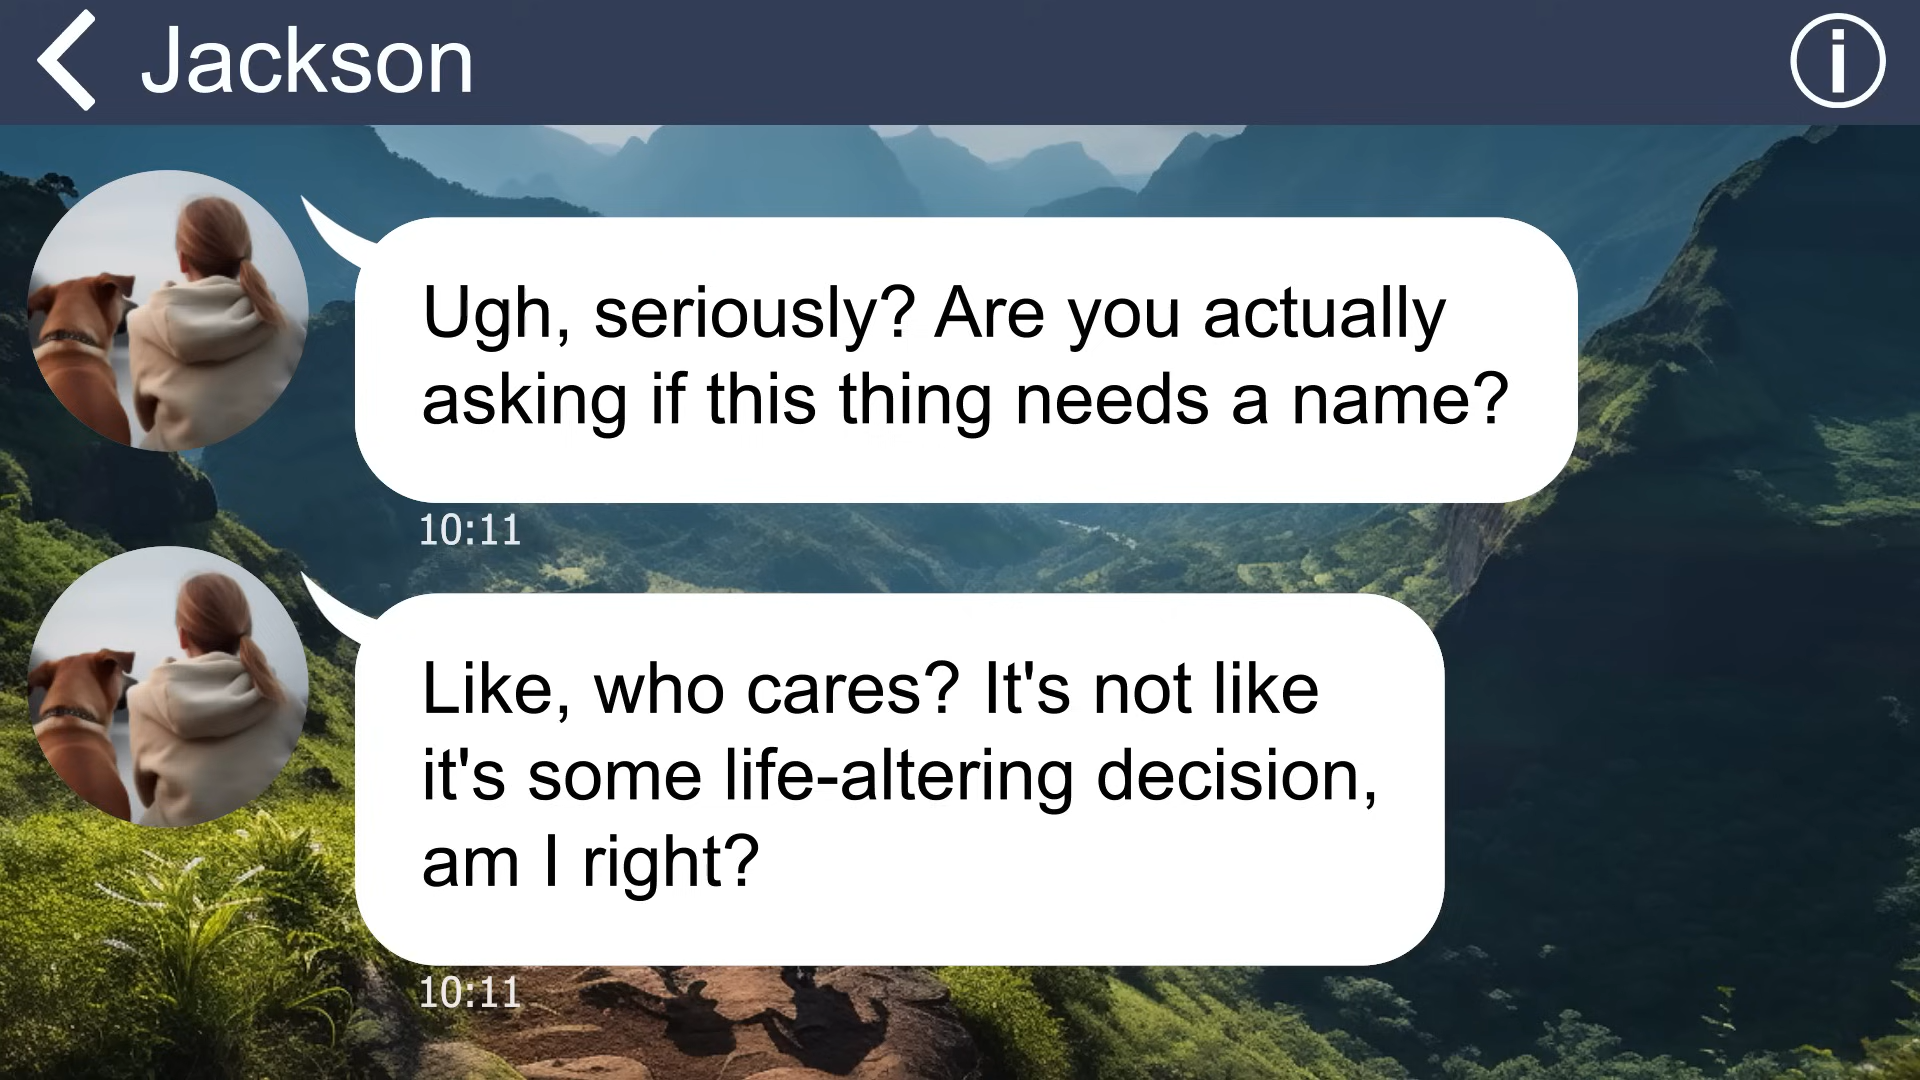 Jackson
Ugh, seriously? Are you actually
asking if this thing needs a name?
10:11
Like, who cares? It's not like
it's some life-altering decision,
am I right?
10:11